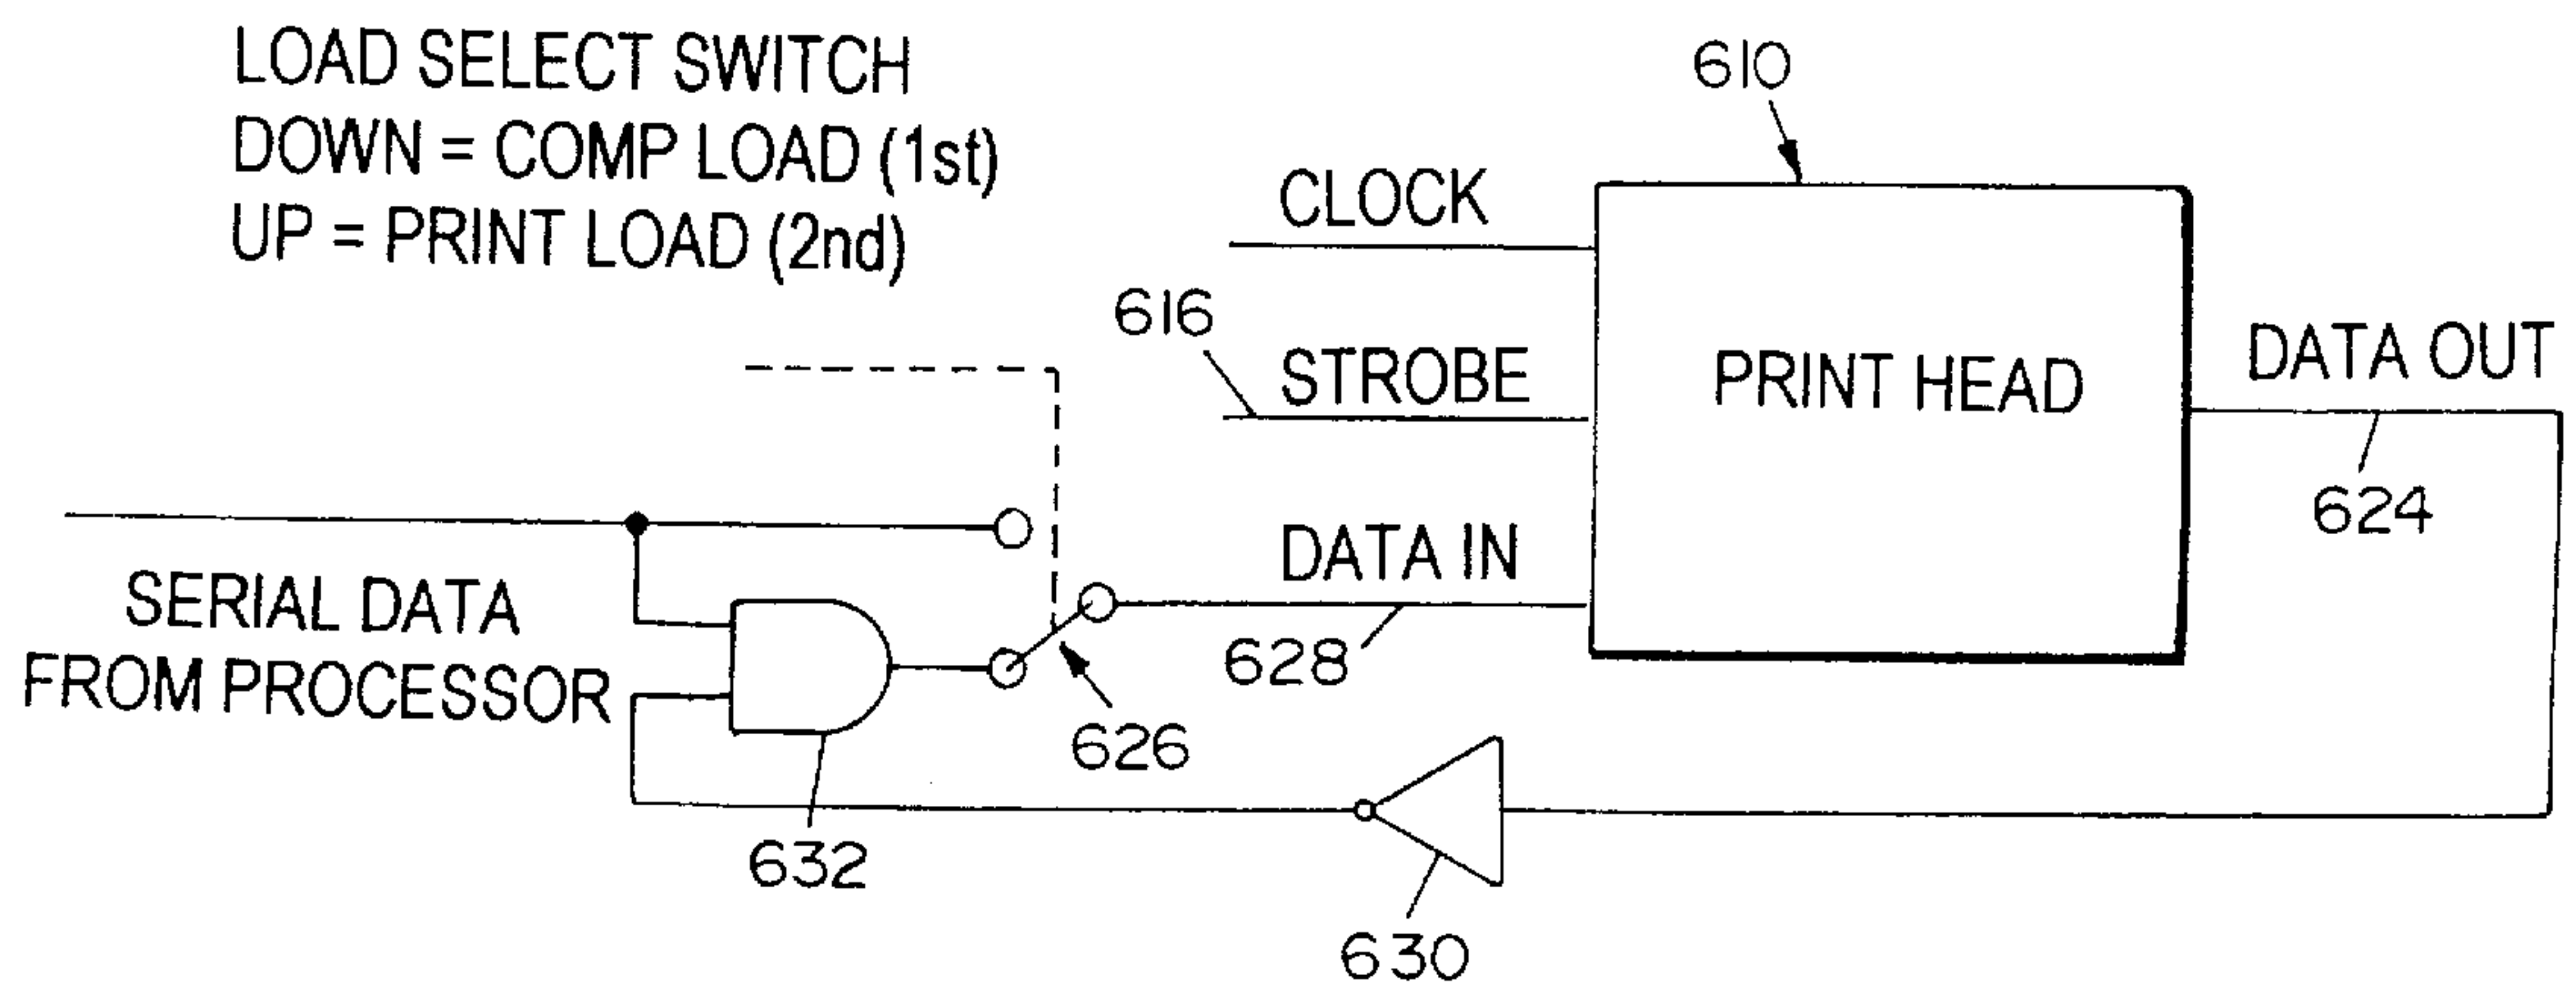 LOAD SELECT SWITCH
DOWN = COMP LOAD (1st)
UP = PRINT LOAD (2nd)
610
CLOCK
616
STROBE
PRINT HEAD
DATA OUT
624
DATA IN
628
SERIAL DATA
FROM PROCESSOR
626
632
630